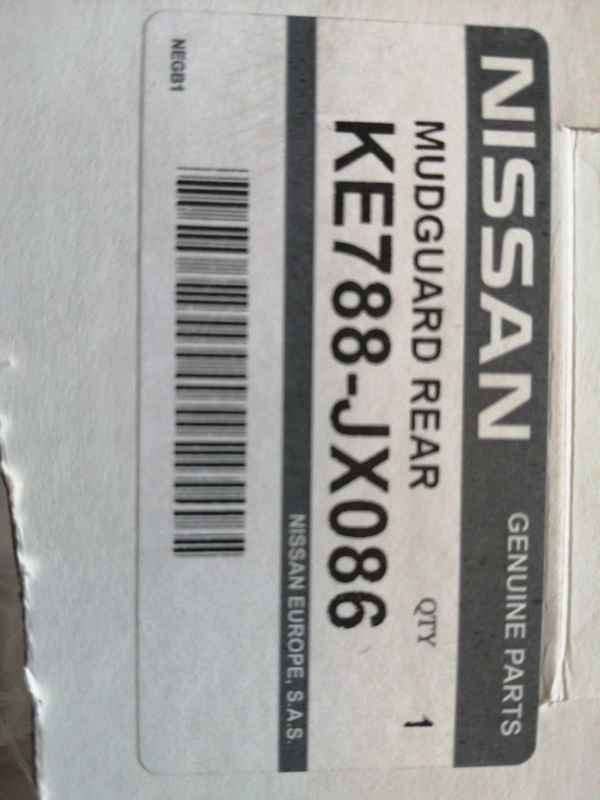 NISSAN GENUINE PARTS
MUDGUARD REAR QTY 1
KE788-JX086
NISSAN EUROPE, S.A.S.
NEGB1